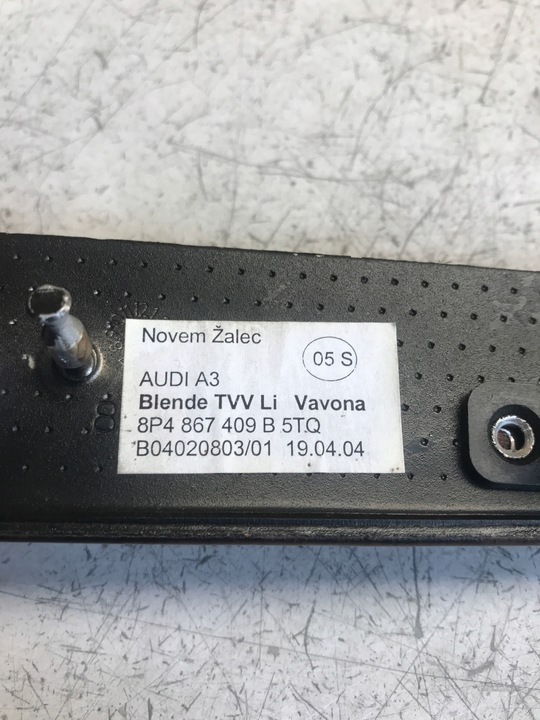 Novem Žalec
05 S
AUDI A3
Blende TVV Li Vavona
8P4 867 409 B 5TQ
B04020803/01 19.04.04